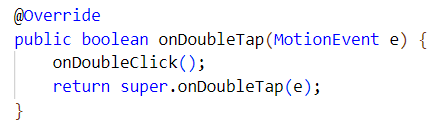 @Override
public boolean onDoubleTap(MotionEvent e) {
    onDoubleClick();
    return super.onDoubleTap(e);
}